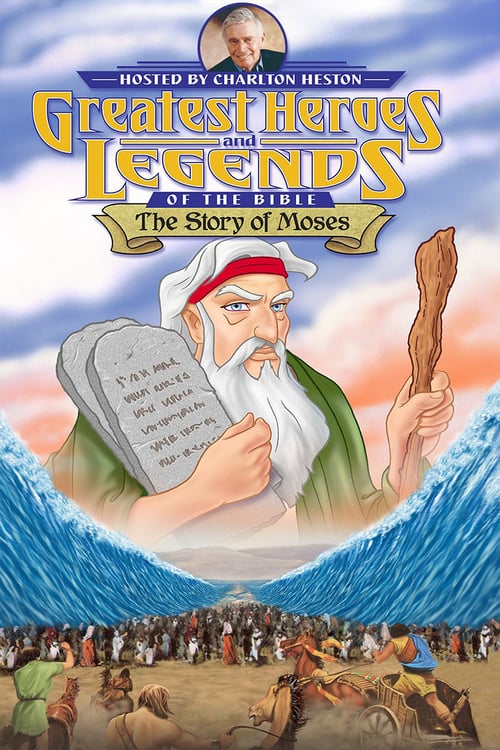 HOSTED BY CHARLTON HESTON
Greatest Heroes
and
LEGENDS
OF THE BIBLE
The Story of Moses